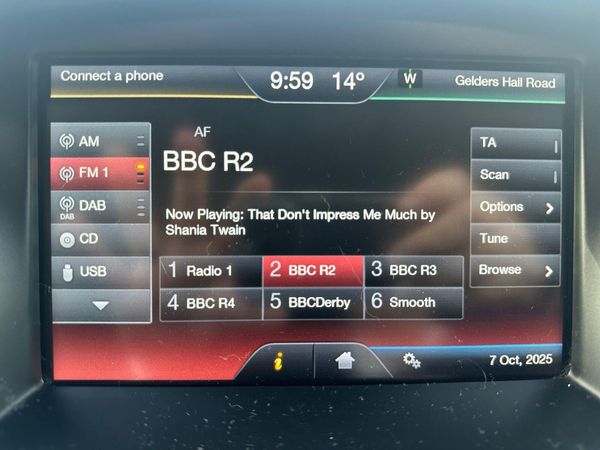 Connect a phone
9:59 14º W
Gelders Hall Road
AM
FM 1
DAB
DAB
CD
USB
AF
BBC R2
Now Playing: That Don't Impress Me Much by
Shania Twain
1 Radio 1
2 BBC R2
3 BBC R3
4 BBC R4
5 BBCDerby
6 Smooth
TA
Scan
Options
Tune
Browse
i
7 Oct, 2025